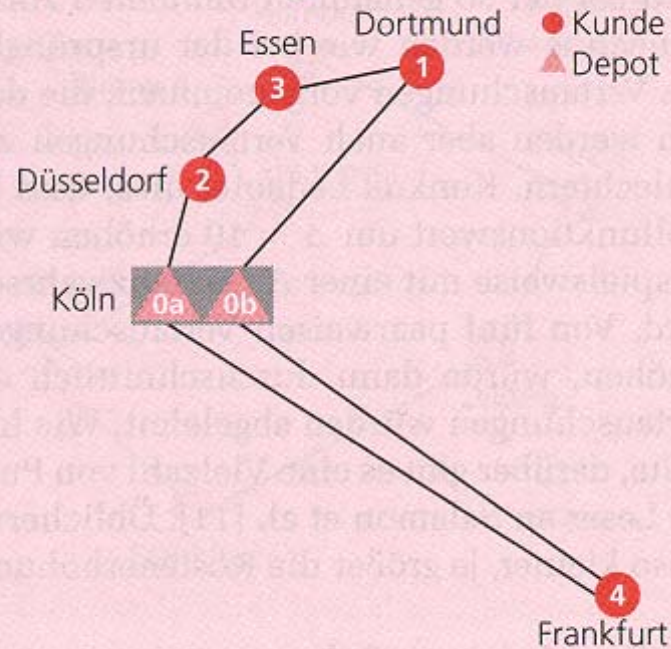 Dortmund
Kunde
Essen
1
3
Depot
Düsseldorf
2
Köln
0a
0b
4
Frankfurt